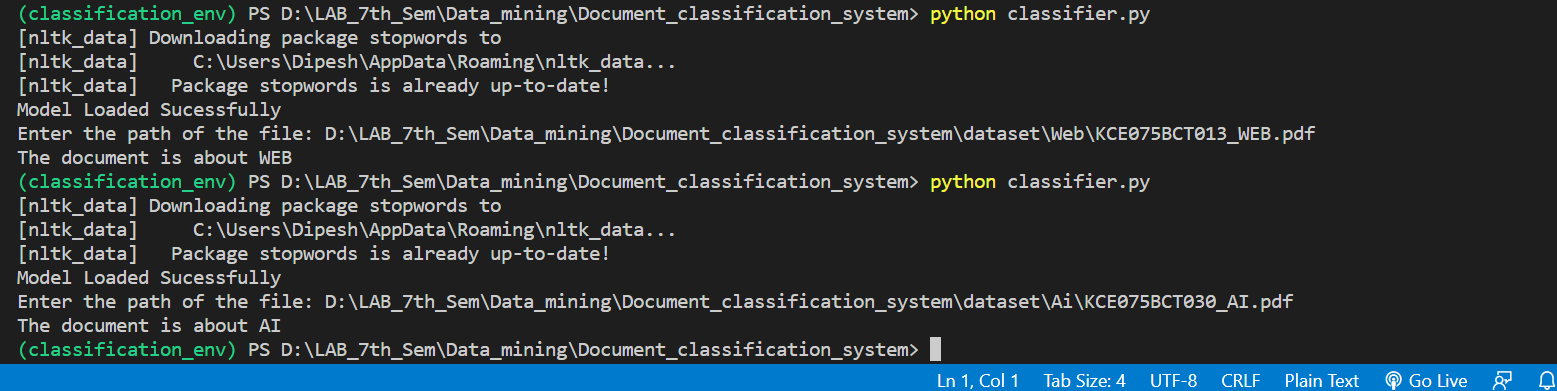 (classification_env) PS D:\LAB_7th_Sem\Data_mining\Document_classification_system> python classifier.py
[nltk_data] Downloading package stopwords to
[nltk_data]     C:\Users\Dipesh\AppData\Roaming\nltk_data...
[nltk_data]   Package stopwords is already up-to-date!
Model Loaded Sucessfully
Enter the path of the file: D:\LAB_7th_Sem\Data_mining\Document_classification_system\dataset\Web\KCE075BCT013_WEB.pdf
The document is about WEB
(classification_env) PS D:\LAB_7th_Sem\Data_mining\Document_classification_system> python classifier.py
[nltk_data] Downloading package stopwords to
[nltk_data]     C:\Users\Dipesh\AppData\Roaming\nltk_data...
[nltk_data]   Package stopwords is already up-to-date!
Model Loaded Sucessfully
Enter the path of the file: D:\LAB_7th_Sem\Data_mining\Document_classification_system\dataset\Ai\KCE075BCT030_AI.pdf
The document is about AI
(classification_env) PS D:\LAB_7th_Sem\Data_mining\Document_classification_system>
Ln 1, Col 1 Tab Size: 4 UTF-8 CRLF Plain Text Go Live